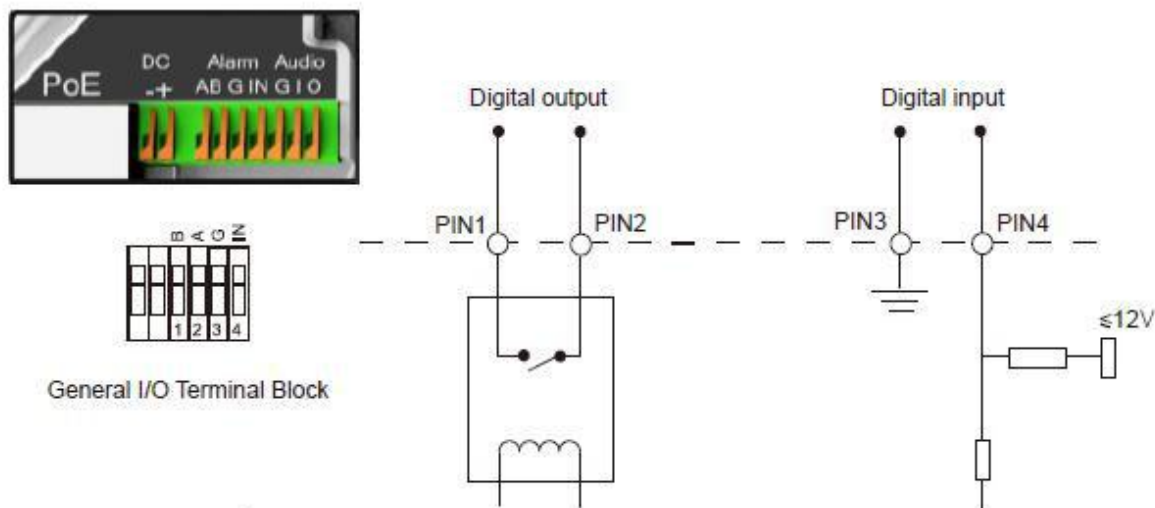 DC Alarm Audio
PoE -+ AB G IN G I O
Digital output
Digital input
PIN1
PIN2
PIN3
PIN4
B A G IN
1 2 3 4
≤12V
General I/O Terminal Block